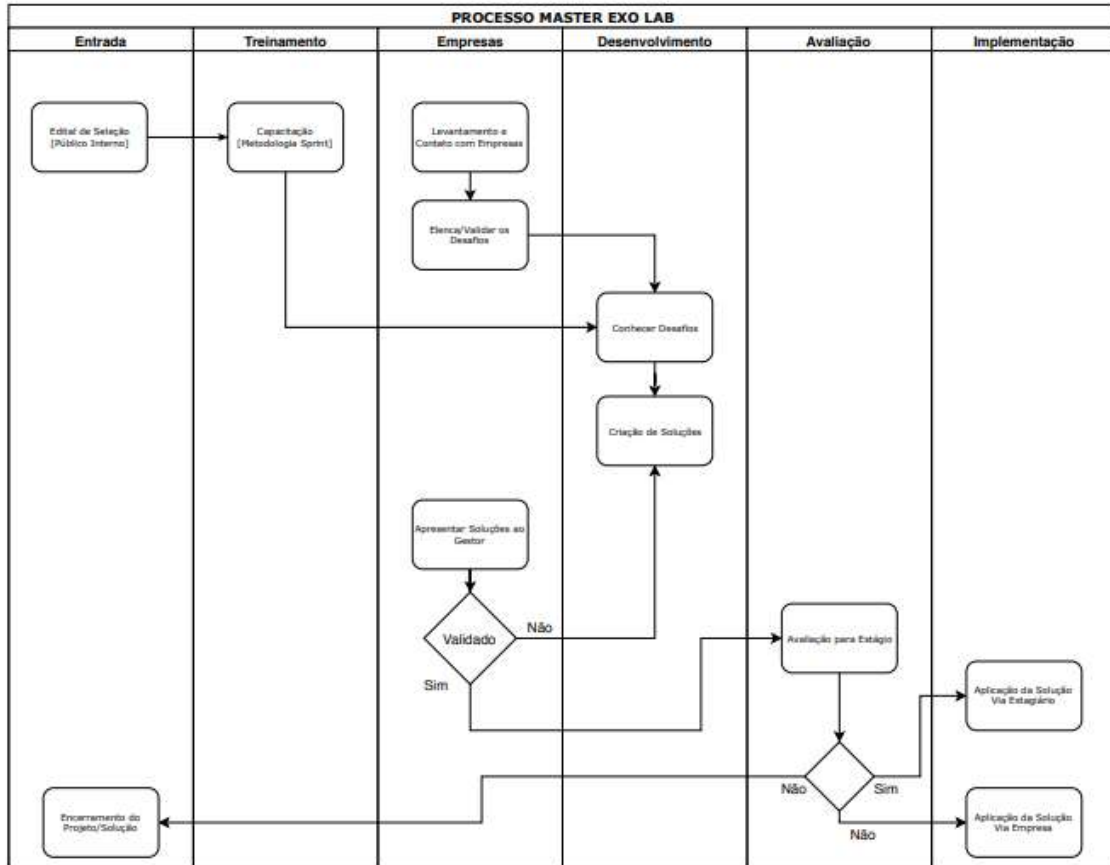 PROCESSO MASTER EXO LAB
Entrada
Treinamento
Empresas
Desenvolvimento
Avaliação
Implementação
Edital de Seleção
[Público Interno]
Capacitação
[Metodologia Sprint]
Levantamento e
Contato com Empresas
Elenca/Validar os
Desafios
Conhecer Desafios
Criação de Soluções
Apresentar Soluções ao
Gestor
Validado
Não
Sim
Avaliação para Estágio
Aplicação da Solução
Via Estagiário
Não
Sim
Encerramento do
Projeto/Solução
Não
Aplicação da Solução
Via Empresa